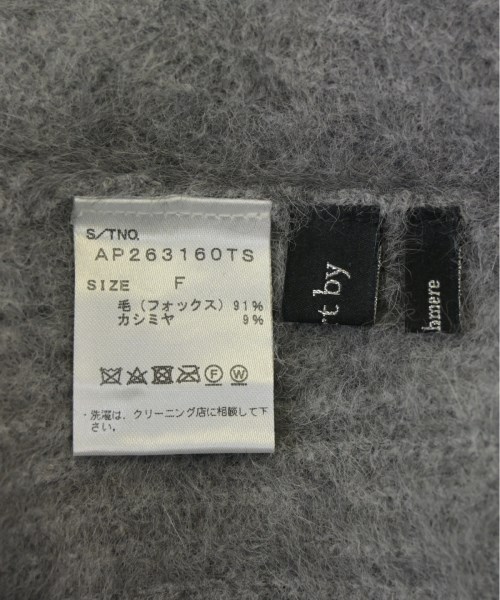 S/TNO.
AP263160TS
SIZE F
毛(フォックス) 91%
カシミヤ 9%
F W
・洗濯は、クリーニング店に相談して下
さい。
by